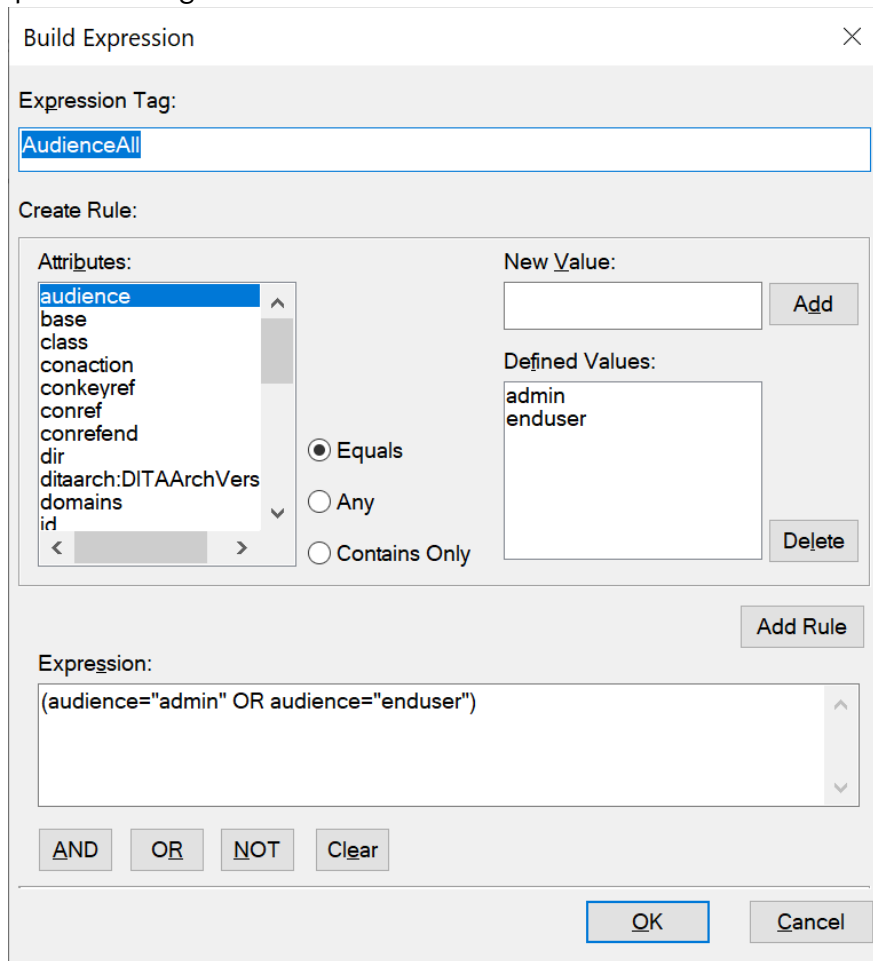 Build Expression
Expression Tag:
AudienceAll
Create Rule:
Attributes:
audience
base
class
conaction
conkeyref
conref
conrefend
dir
ditaarch:DITAArchVers
domains
id
Equals
Any
Contains Only
New Value:
Add
Defined Values:
admin
enduser
Delete
Add Rule
Expression:
(audience="admin" OR audience="enduser")
AND OR NOT Clear
OK Cancel